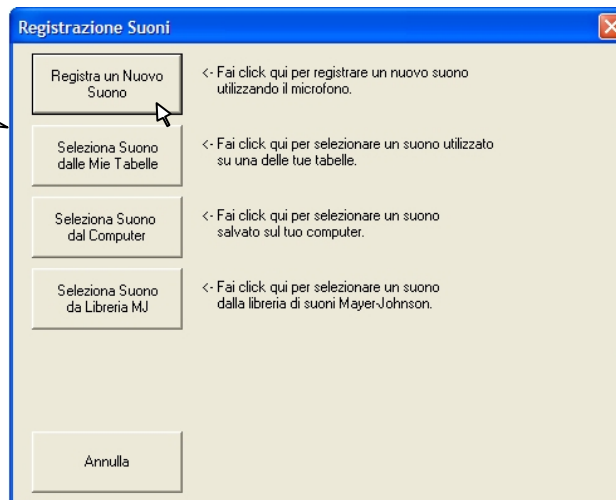 Registrazione Suoni
Registra un Nuovo
Suono
<- Fai click qui per registrare un nuovo suono
utilizzando il microfono.
Seleziona Suono
dalle Mie Tabelle
<- Fai click qui per selezionare un suono utilizzato
su una delle tue tabelle.
Seleziona Suono
dal Computer
<- Fai click qui per selezionare un suono
salvato sul tuo computer.
Seleziona Suono
da Libreria MJ
<- Fai click qui per selezionare un suono
dalla libreria di suoni Mayer-Johnson.
Annulla